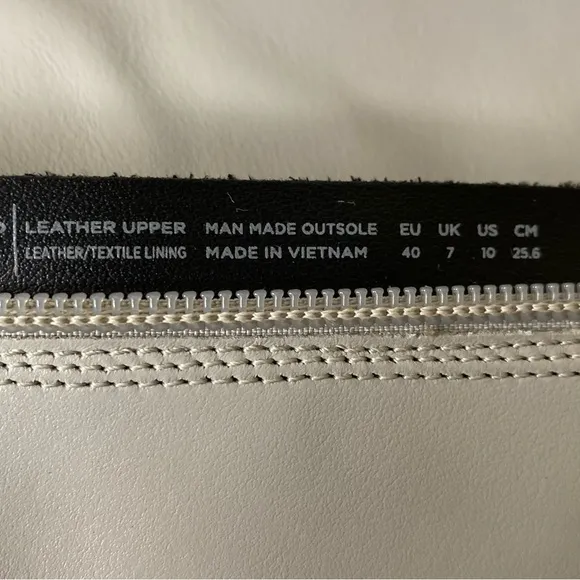 LEATHER UPPER MAN MADE OUTSOLE EU UK US CM
LEATHER/TEXTILE LINING MADE IN VIETNAM 40 7 10 25.6